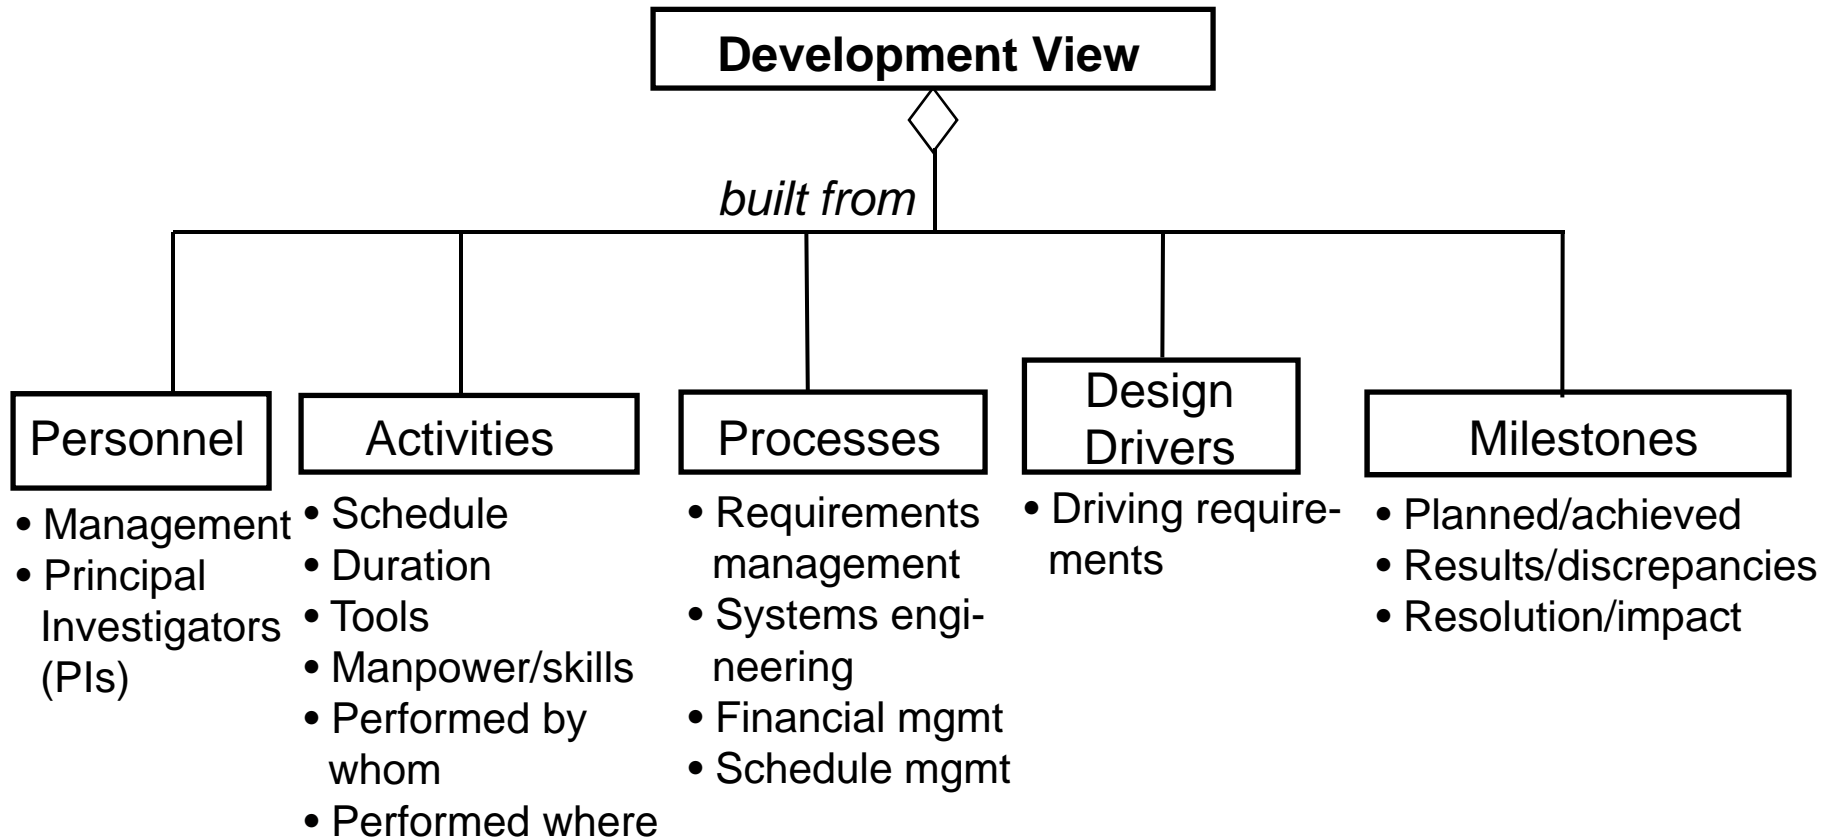 Development View
built from
Personnel
• Management
• Principal
Investigators
(PIs)
Activities
• Schedule
• Duration
• Tools
• Manpower/skills
• Performed by
whom
• Performed where
Processes
• Requirements
management
• Systems engi-
neering
• Financial mgmt
• Schedule mgmt
Design
Drivers
• Driving require-
ments
Milestones
• Planned/achieved
• Results/discrepancies
• Resolution/impact